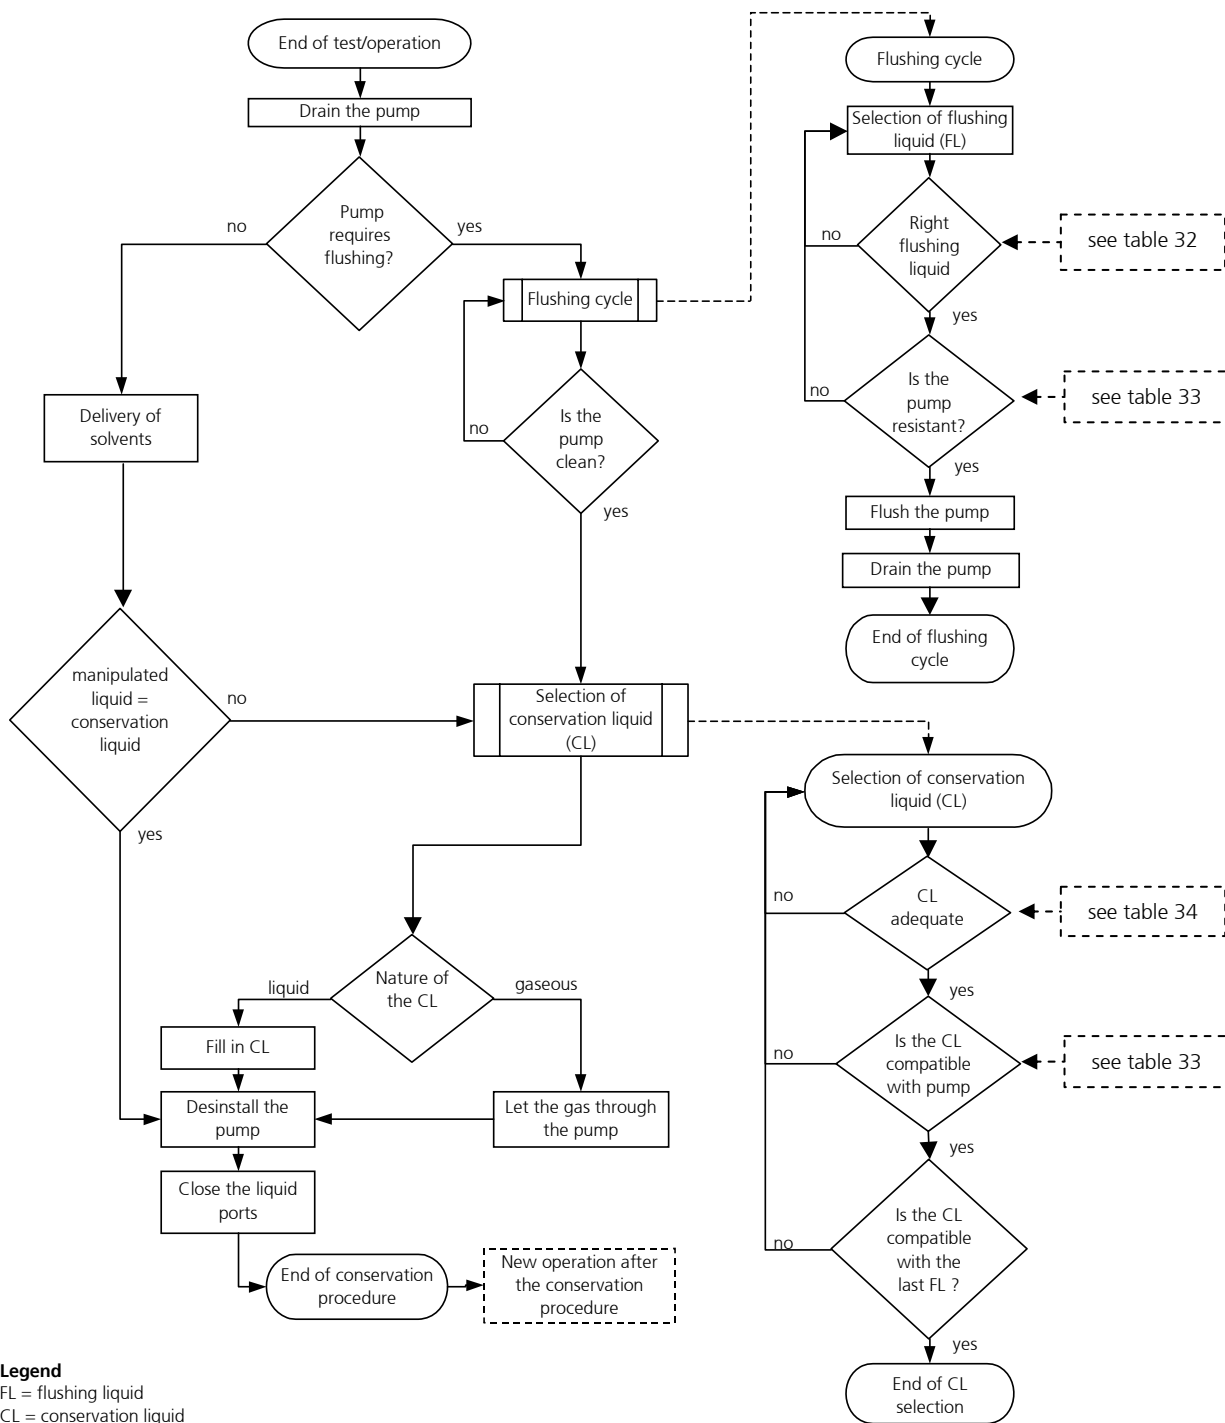 End of test/operation
Drain the pump
Pump
requires
flushing?
no
yes
Flushing cycle
Delivery of
solvents
Is the
pump
clean?
no
yes
manipulated
liquid =
conservation
liquid
no
yes
Selection of
conservation liquid
(CL)
Nature of
the CL
liquid
gaseous
Fill in CL
Desinstall the
pump
Let the gas through
the pump
Close the liquid
ports
End of conservation
procedure
New operation after
the conservation
procedure
Flushing cycle
Selection of flushing
liquid (FL)
Right
flushing
liquid
no
see table 32
yes
Is the
pump
resistant?
no
see table 33
yes
Flush the pump
Drain the pump
End of flushing
cycle
Selection of conservation
liquid (CL)
CL
adequate
no
see table 34
yes
Is the CL
compatible
with pump
no
see table 33
yes
Is the CL
compatible
with the
last FL ?
no
yes
End of CL
selection
Legend
FL = flushing liquid
CL = conservation liquid